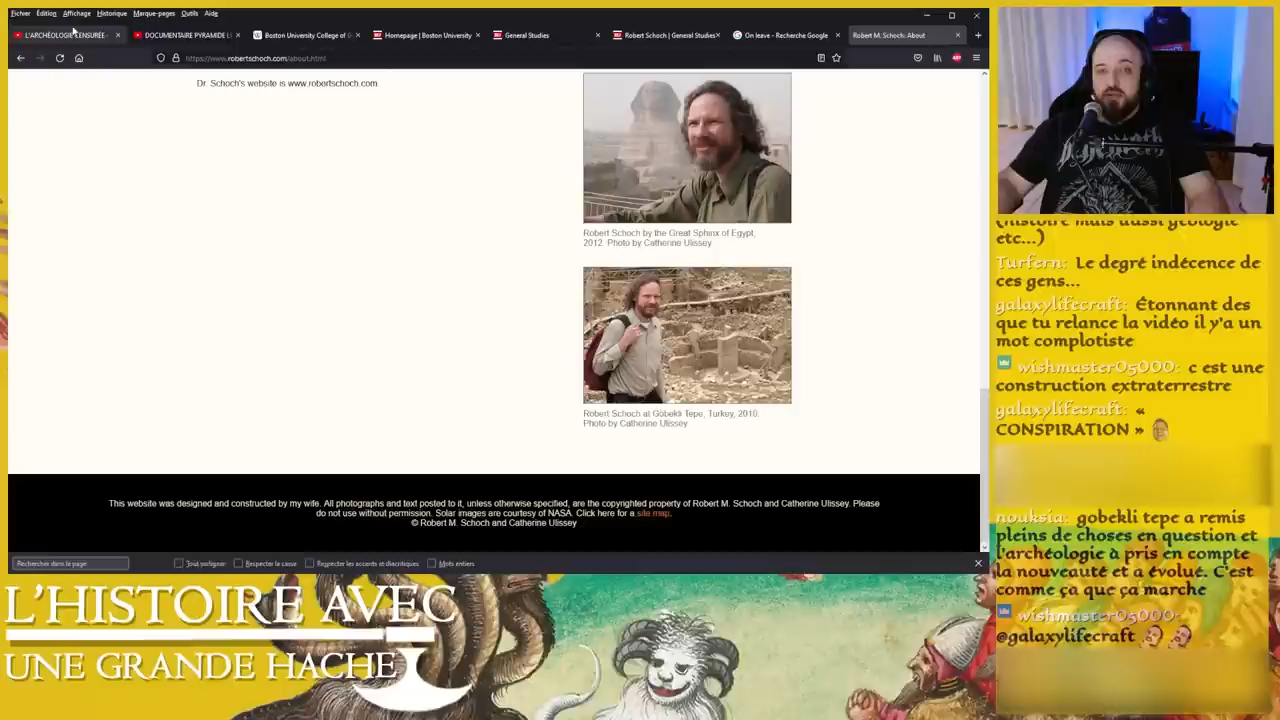 Fichier Édition Affichage Historique Marque-pages Outils Aide
L'ARCHÉOLOGIE CENSURÉE -
DOCUMENTAIRE PYRAMIDE
Boston University College of G
Homepage | Boston University
General Studies
Robert Schoch | General Studies
On leave - Recherche Google
Robert M. Schoch: About
https://www.robertschoch.com/about.html
Dr. Schoch's website is www.robertschoch.com
Robert Schoch by the Great Sphinx of Egypt,
2012. Photo by Catherine Ulissey
Robert Schoch at Göbekli Tepe, Turkey, 2010.
Photo by Catherine Ulissey
This website was designed and constructed by my wife. All photographs and text posted to it, unless otherwise specified, are the copyrighted property of Robert M. Schoch and Catherine Ulissey. Please
do not use without permission. Solar images are courtesy of NASA. Click here for a site map.
© Robert M. Schoch and Catherine Ulissey
Rechercher dans la page
Tout surligner Respecter la casse Respecter les accents et diacritiques Mots entiers
(histoire mais aussi géologie
etc...)
Turfern: Le degré indécence de
ces gens...
galaxylifecraft: Étonnant des
que tu relance la vidéo il y'a un
mot complotiste
wishmaster05000: c est une
construction extraterrestre
galaxylifecraft: «
CONSPIRATION »
nouksia: gobekli tepe a remis
pleins de choses en question et
l'archéologie à pris en compte
la nouveauté et a évolué. C'est
comme ça que ça marche
wishmaster05000:
@galaxylifecraft
L'HISTOIRE AVEC
UNE GRANDE HACHE